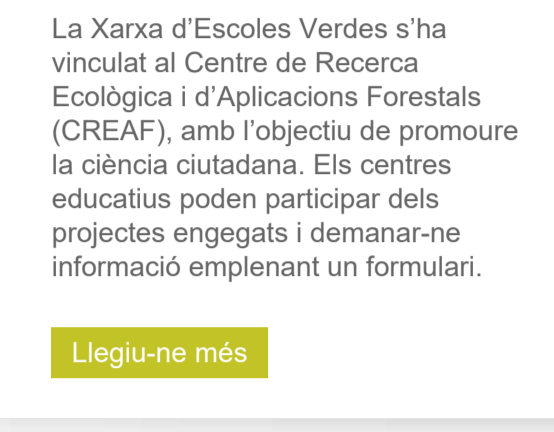 La Xarxa d’Escoles Verdes s’ha
vinculat al Centre de Recerca
Ecològica i d’Aplicacions Forestals
(CREAF), amb l’objectiu de promoure
la ciència ciutadana. Els centres
educatius poden participar dels
projectes engegats i demanar-ne
informació emplenant un formulari.
Llegiu-ne més